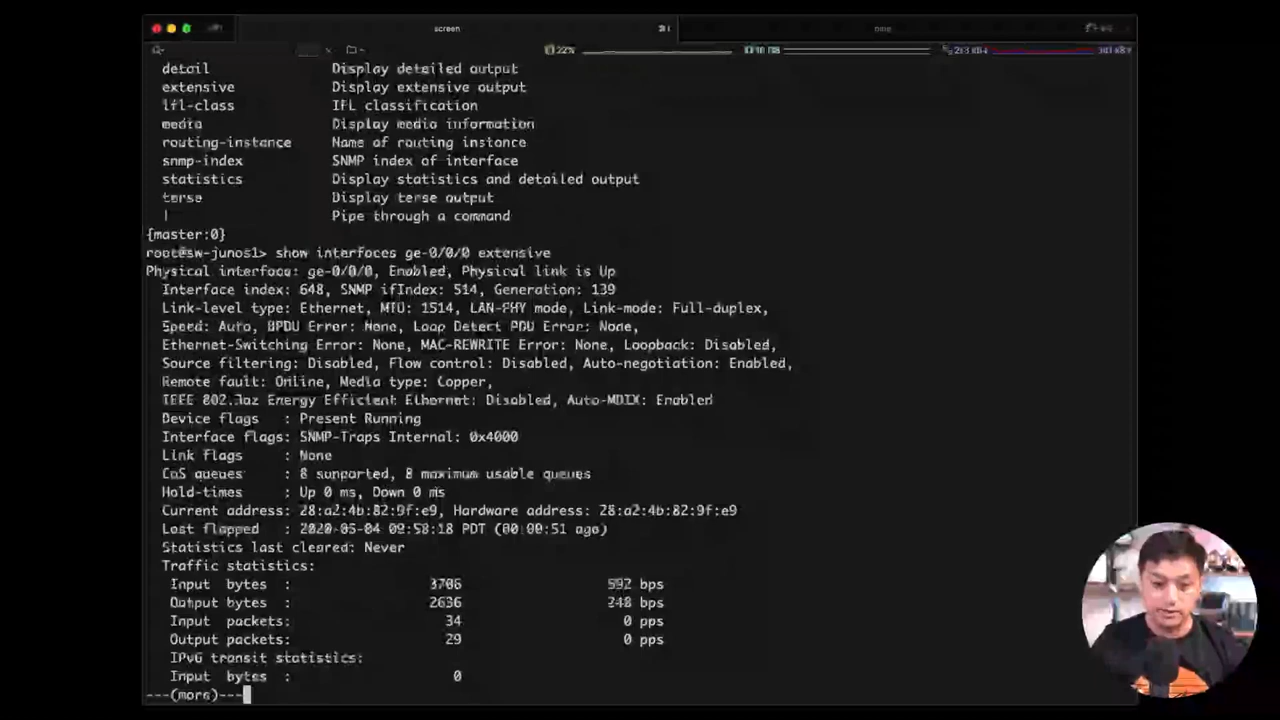 screen
22%
detail Display detailed output
extensive Display extensive output
ifl-class IFL classification
media Display media information
routing-instance Name of routing instance
snmp-index SNMP index of interface
statistics Display statistics and detailed output
terse Display terse output
| Pipe through a command
{master:0}
root@sw-junos1> show interfaces ge-0/0/0 extensive
Physical interface: ge-0/0/0, Enabled, Physical link is Up
Interface index: 648, SNMP ifIndex: 514, Generation: 139
Link-level type: Ethernet, MTU: 1514, LAN-PHY mode, Link-mode: Full-duplex,
Speed: Auto, BPDU Error: None, Loop Detect PDU Error: None,
Ethernet-Switching Error: None, MAC-REWRITE Error: None, Loopback: Disabled,
Source filtering: Disabled, Flow control: Disabled, Auto-negotiation: Enabled,
Remote fault: Online, Media type: Copper,
IEEE 802.3az Energy Efficient Ethernet: Disabled, Auto-MDIX: Enabled
Device flags : Present Running
Interface flags: SNMP-Traps Internal: 0x4000
Link flags : None
CoS queues : 8 supported, 8 maximum usable queues
Hold-times : Up 0 ms, Down 0 ms
Current address: 28:a2:4b:82:9f:e9, Hardware address: 28:a2:4b:82:9f:e9
Last flapped : 2020-05-04 09:58:18 PDT (00:00:51 ago)
Statistics last cleared: Never
Traffic statistics:
Input bytes : 3706 592 bps
Output bytes : 2636 248 bps
Input packets: 34 0 pps
Output packets: 29 0 pps
IPv6 transit statistics:
Input bytes : 0
---(more)---